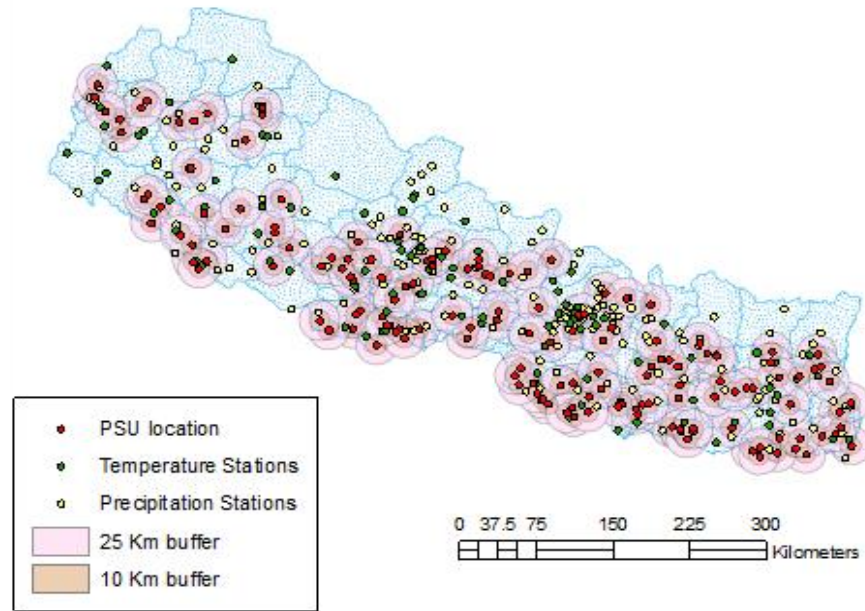 PSU location
Temperature Stations
Precipitation Stations
25 Km buffer
10 Km buffer
0 37.5 75 150 225 300
Kilometers